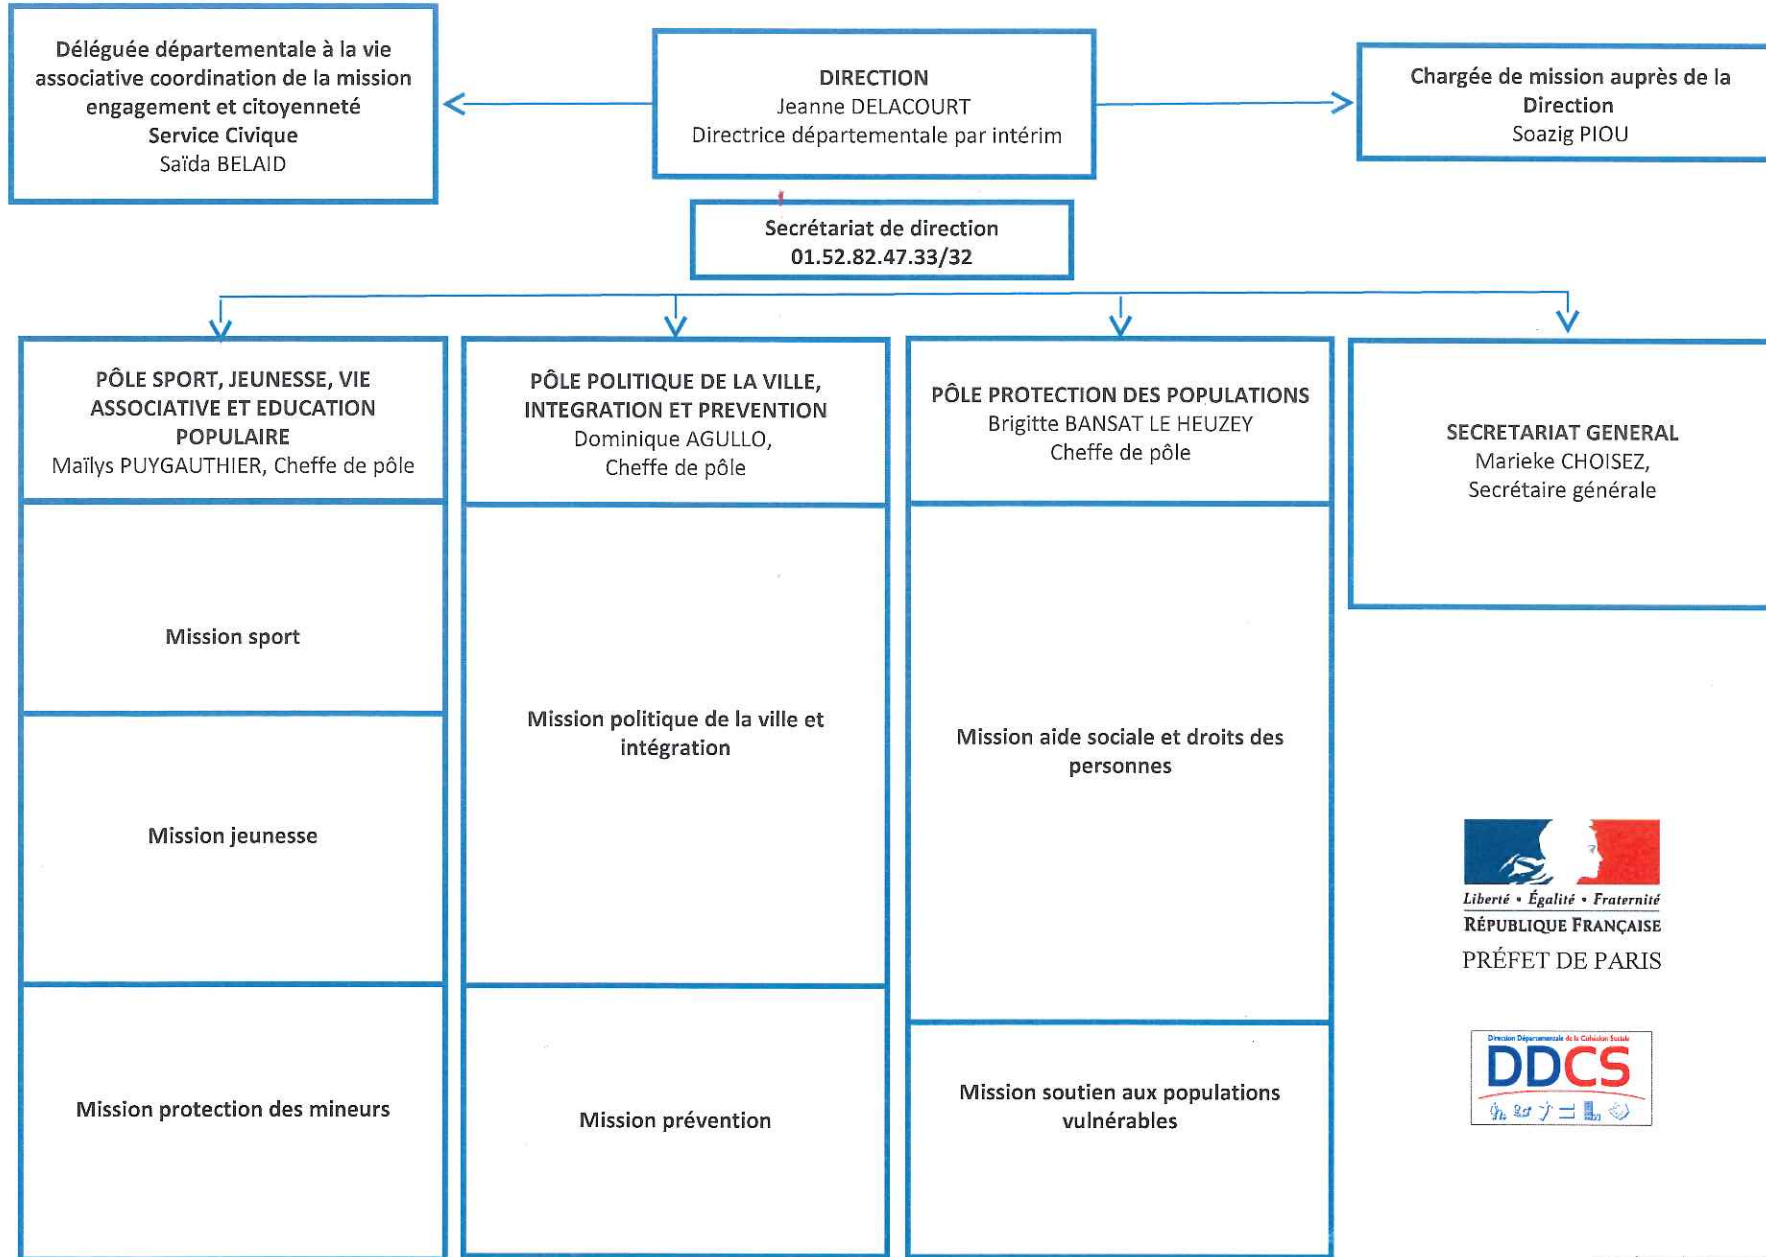 Déléguée départementale à la vie
associative coordination de la mission
engagement et citoyenneté
Service Civique
Saïda BELAID
DIRECTION
Jeanne DELACOURT
Directrice départementale par intérim
Chargée de mission auprès de la
Direction
Soazig PIOU
Secrétariat de direction
01.52.82.47.33/32
PÔLE SPORT, JEUNESSE, VIE
ASSOCIATIVE ET EDUCATION
POPULAIRE
Maïlys PUYGAUTHIER, Cheffe de pôle
Mission sport
Mission jeunesse
Mission protection des mineurs
PÔLE POLITIQUE DE LA VILLE,
INTEGRATION ET PREVENTION
Dominique AGULLO,
Cheffe de pôle
Mission politique de la ville et
intégration
Mission prévention
PÔLE PROTECTION DES POPULATIONS
Brigitte BANSAT LE HEUZEY
Cheffe de pôle
Mission aide sociale et droits des
personnes
Mission soutien aux populations
vulnérables
SECRETARIAT GENERAL
Marieke CHOISEZ,
Secrétaire générale
Liberté • Égalité • Fraternité
RÉPUBLIQUE FRANÇAISE
PRÉFET DE PARIS
Direction Départementale de la Cohésion Sociale
DDCS